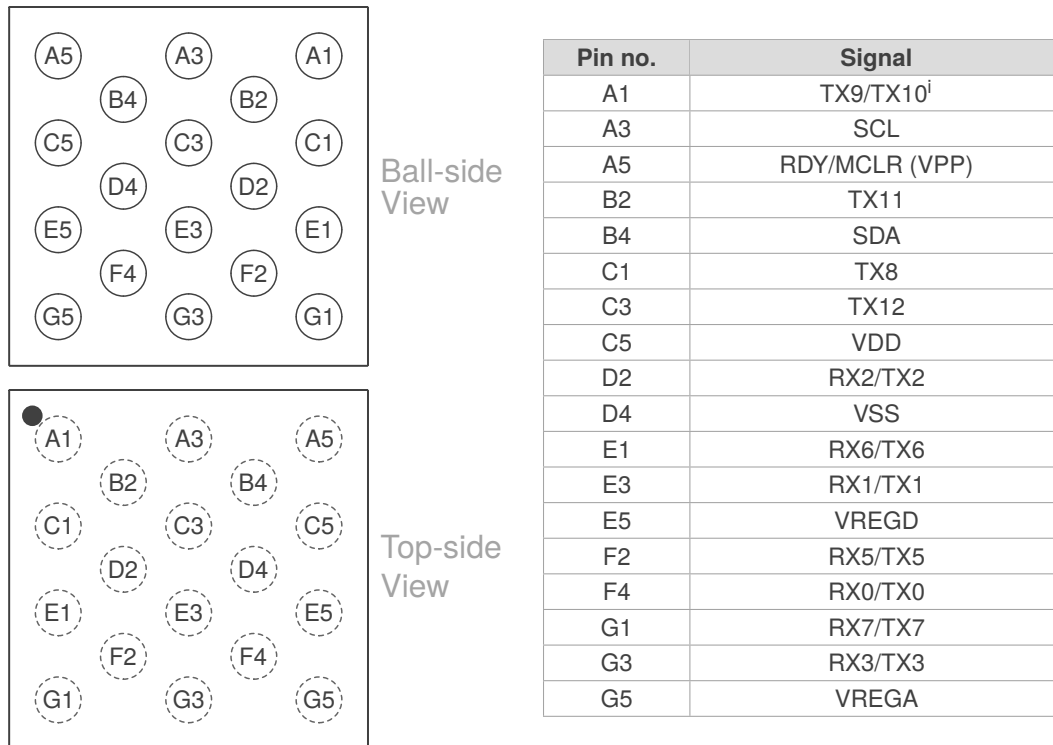 A5 A3 A1
B4 B2
C5 C3 C1
D4 D2
E5 E3 E1
F4 F2
G5 G3 G1
Ball-side
View
A1 A3 A5
B2 B4
C1 C3 C5
D2 D4
E1 E3 E5
F2 F4
G1 G3 G5
Top-side
View
Pin no. Signal
A1 TX9/TX10ⁱ
A3 SCL
A5 RDY/MCLR (VPP)
B2 TX11
B4 SDA
C1 TX8
C3 TX12
C5 VDD
D2 RX2/TX2
D4 VSS
E1 RX6/TX6
E3 RX1/TX1
E5 VREGD
F2 RX5/TX5
F4 RX0/TX0
G1 RX7/TX7
G3 RX3/TX3
G5 VREGA